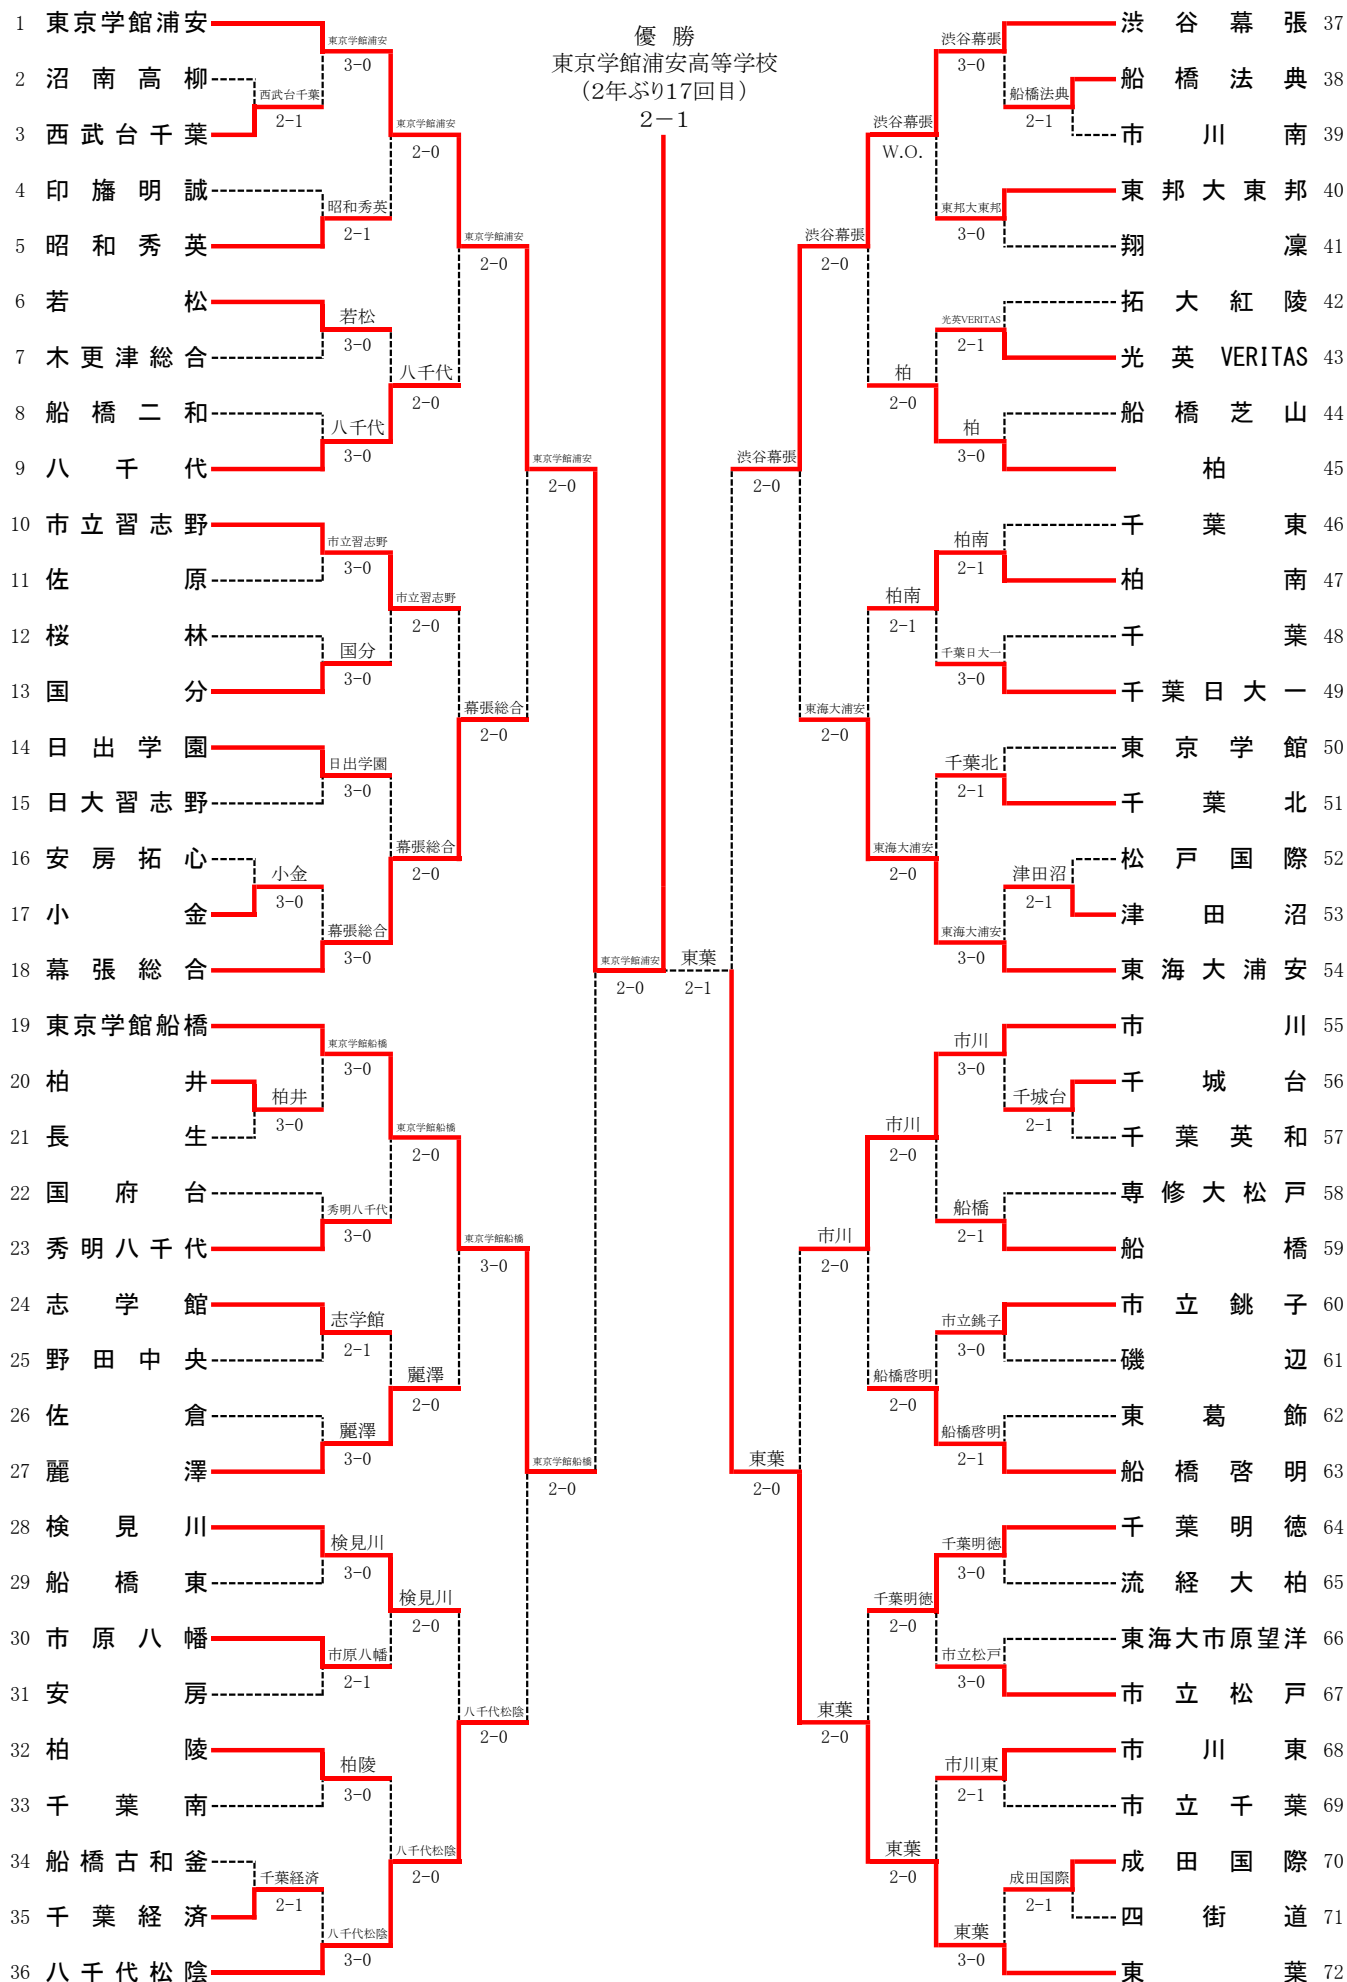 優 勝
東京学館浦安高等学校
（2年ぶり17回目）
2−1
1 東京学館浦安
2 沼南高柳
3 西武台千葉
4 印旛明誠
5 昭和秀英
6 若松
7 木更津総合
8 船橋二和
9 八千代
10 市立習志野
11 佐原
12 桜林
13 国分
14 日出学園
15 日大習志野
16 安房拓心
17 小金
18 幕張総合
19 東京学館船橋
20 柏井
21 長生
22 国府台
23 秀明八千代
24 志学館
25 野田中央
26 佐倉
27 麗澤
28 検見川
29 船橋東
30 市原八幡
31 安房
32 柏陵
33 千葉南
34 船橋古和釜
35 千葉経済
36 八千代松陰
西武台千葉
2-1
小金
3-0
柏井
3-0
千葉経済
2-1
東京学館浦安
3-0
昭和秀英
2-1
若松
3-0
八千代
3-0
市立習志野
3-0
国分
3-0
日出学園
3-0
幕張総合
3-0
東京学館船橋
3-0
秀明八千代
3-0
志学館
2-1
麗澤
3-0
検見川
3-0
市原八幡
2-1
柏陵
3-0
八千代松陰
3-0
東京学館浦安
2-0
八千代
2-0
市立習志野
2-0
幕張総合
2-0
東京学館船橋
2-0
麗澤
2-0
検見川
2-0
八千代松陰
2-0
東京学館浦安
2-0
幕張総合
2-0
東京学館船橋
3-0
八千代松陰
2-0
東京学館浦安
2-0
東京学館船橋
2-0
東京学館浦安
2-0
東葉
2-1
渋谷幕張
2-0
東葉
2-0
渋谷幕張
2-0
東海大浦安
2-0
市川
2-0
東葉
2-0
渋谷幕張
W.O.
柏
2-0
柏南
2-1
東海大浦安
2-0
市川
2-0
船橋啓明
2-0
千葉明徳
2-0
東葉
2-0
渋谷幕張
3-0
東邦大東邦
3-0
光英VERITAS
2-1
柏
3-0
柏南
2-1
千葉日大一
3-0
千葉北
2-1
東海大浦安
3-0
市川
3-0
船橋
2-1
市立銚子
3-0
船橋啓明
2-1
千葉明徳
3-0
市立松戸
3-0
市川東
2-1
東葉
3-0
船橋法典
2-1
津田沼
2-1
千城台
2-1
成田国際
2-1
渋谷幕張 37
船橋法典 38
市川南 39
東邦大東邦 40
翔凜 41
拓大紅陵 42
光英VERITAS 43
船橋芝山 44
柏 45
千葉東 46
柏南 47
千葉 48
千葉日大一 49
東京学館 50
千葉北 51
松戸国際 52
津田沼 53
東海大浦安 54
市川 55
千城台 56
千葉英和 57
専修大松戸 58
船橋 59
市立銚子 60
磯辺 61
東葛飾 62
船橋啓明 63
千葉明徳 64
流経大柏 65
東海大市原望洋 66
市立松戸 67
市川東 68
市立千葉 69
成田国際 70
四街道 71
東葉 72